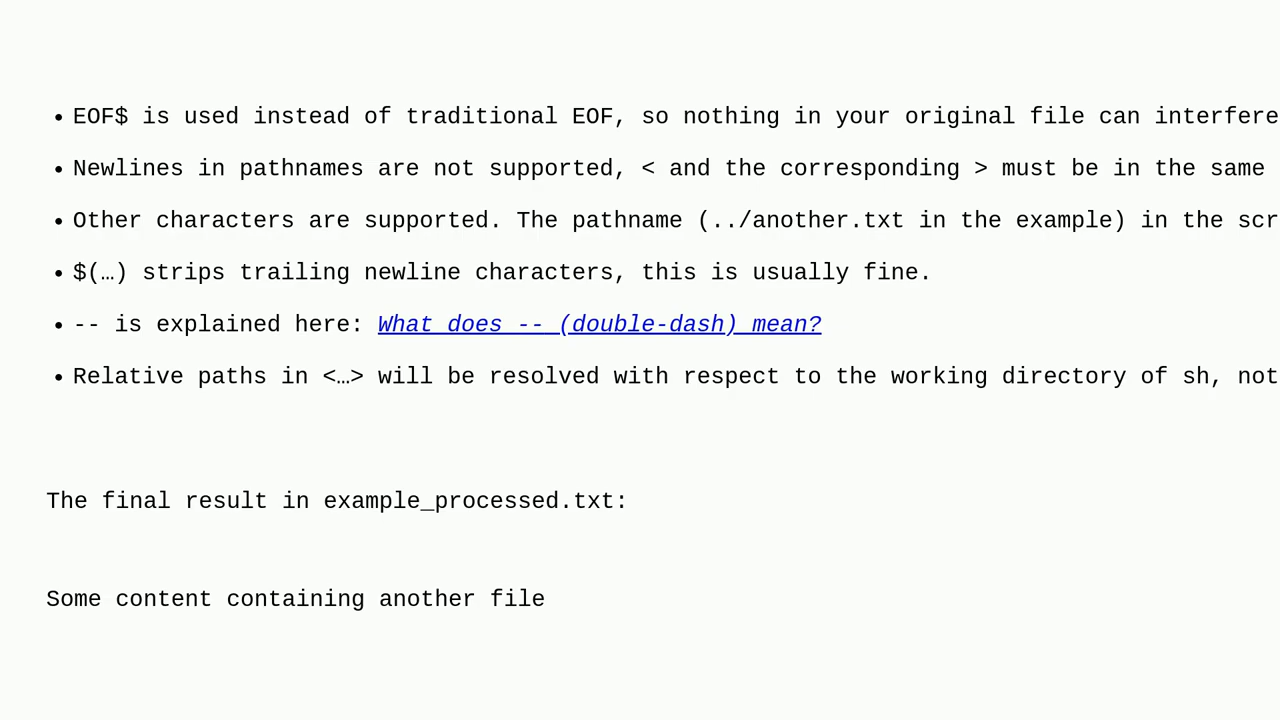 • EOF$ is used instead of traditional EOF, so nothing in your original file can interfere
• Newlines in pathnames are not supported, < and the corresponding > must be in the same
• Other characters are supported. The pathname (../another.txt in the example) in the scr
• $(…) strips trailing newline characters, this is usually fine.
• -- is explained here: What does -- (double-dash) mean?
• Relative paths in <…> will be resolved with respect to the working directory of sh, not
The final result in example_processed.txt:
Some content containing another file